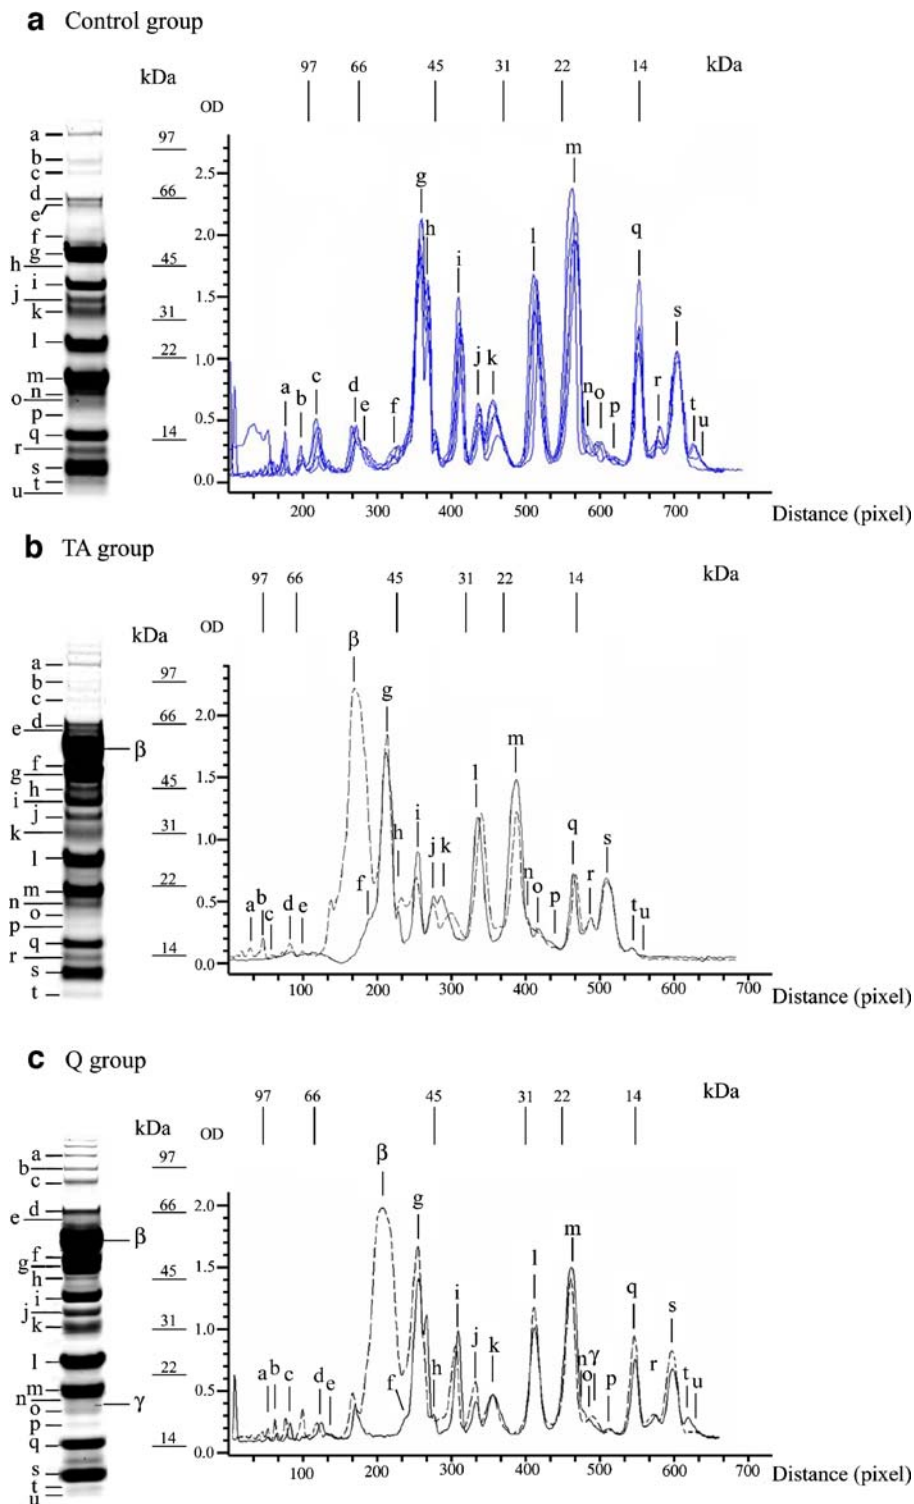 a Control group
97 66 45 31 22 14 kDa
kDa
OD
a
b
c
d
e
f
g
h
i
j
k
l
m
n
o
p
q
r
s
t
u
97
66
45
31
22
14
2.5
2.0
1.5
1.0
0.5
0.0
a b c d e f g h i j k l m n o p q r s t u
200 300 400 500 600 700 Distance (pixel)
b TA group
97 66 45 31 22 14 kDa
kDa
OD
a
b
c
d
e
β
f
g
h
i
j
k
l
m
n
o
p
q
r
s
t
97
66
45
31
22
14
2.0
1.5
1.0
0.5
0.0
a b c d e β f g h i j k l m n o p q r s t u
100 200 300 400 500 600 700
Distance (pixel)
c Q group
97 66 45 31 22 14 kDa
kDa
OD
a
b
c
d
e
β
f
g
h
i
j
k
l
m
n
γ
o
p
q
s
t
u
97
66
45
31
22
14
2.0
1.5
1.0
0.5
0.0
a b c d e β f g h i j k l m n o γ p q r s t u
100 200 300 400 500 600 700 Distance (pixel)